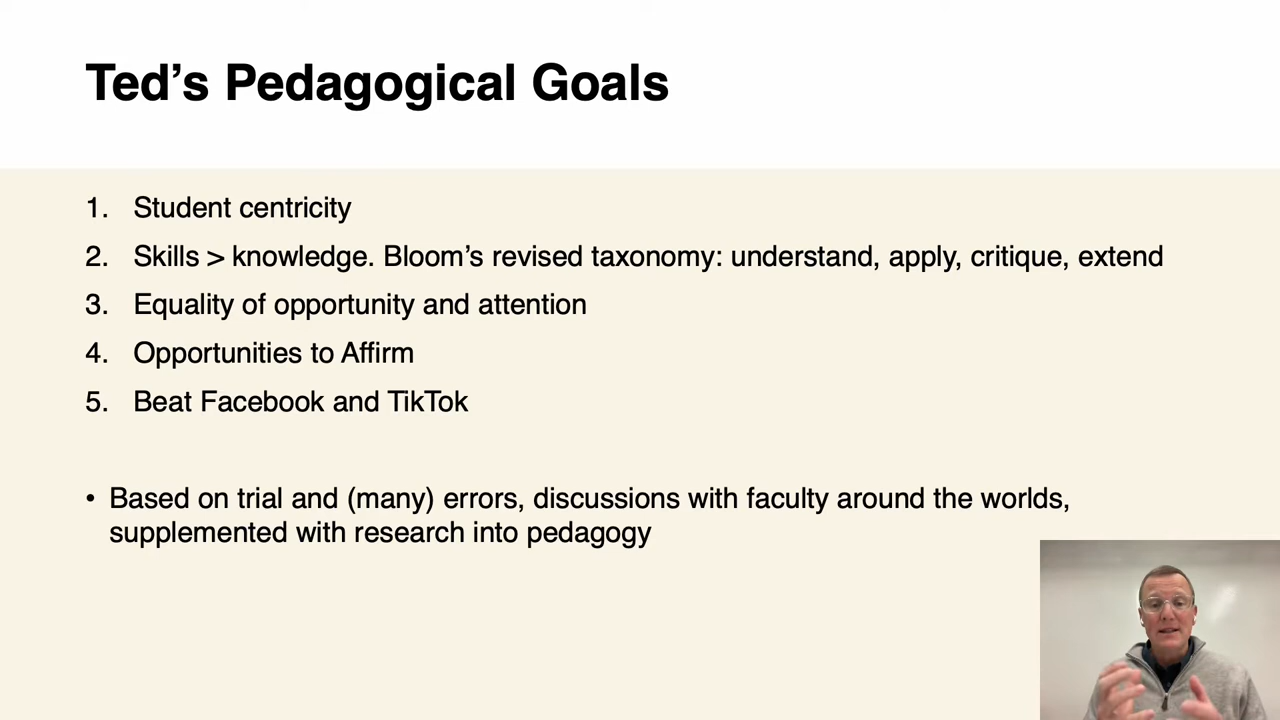 Ted’s Pedagogical Goals
1. Student centricity
2. Skills > knowledge. Bloom’s revised taxonomy: understand, apply, critique, extend
3. Equality of opportunity and attention
4. Opportunities to Affirm
5. Beat Facebook and TikTok
• Based on trial and (many) errors, discussions with faculty around the worlds,
supplemented with research into pedagogy